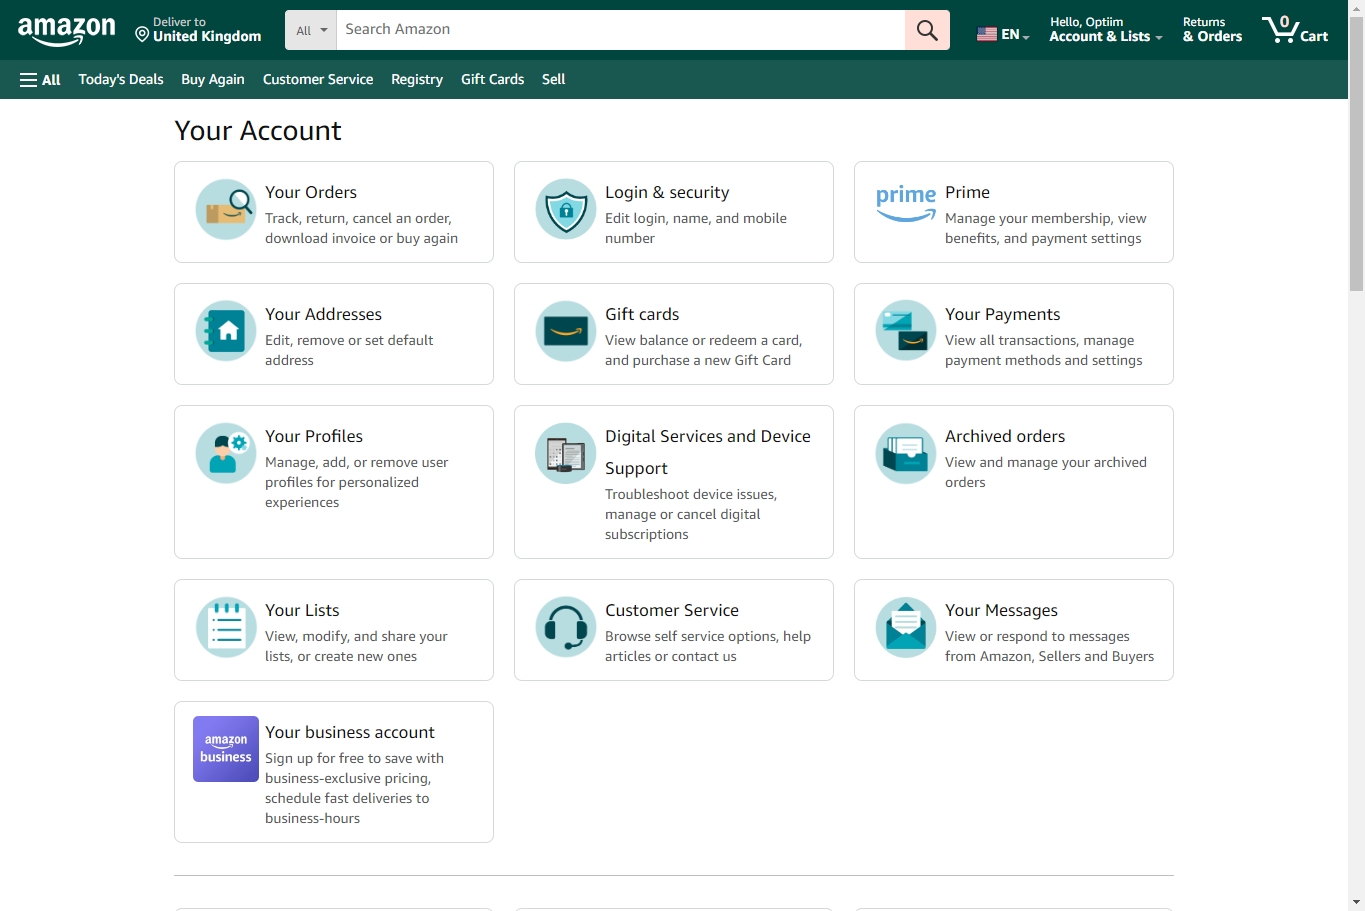 amazon
Deliver to
United Kingdom
All
Search Amazon
EN
Hello, Optiim
Account & Lists
Returns
& Orders
0
Cart
All
Today's Deals
Buy Again
Customer Service
Registry
Gift Cards
Sell
Your Account
Your Orders
Track, return, cancel an order,
download invoice or buy again
Login & security
Edit login, name, and mobile
number
prime
Prime
Manage your membership, view
benefits, and payment settings
Your Addresses
Edit, remove or set default
address
Gift cards
View balance or redeem a card,
and purchase a new Gift Card
Your Payments
View all transactions, manage
payment methods and settings
Your Profiles
Manage, add, or remove user
profiles for personalized
experiences
Digital Services and Device
Support
Troubleshoot device issues,
manage or cancel digital
subscriptions
Archived orders
View and manage your archived
orders
Your Lists
View, modify, and share your
lists, or create new ones
Customer Service
Browse self service options, help
articles or contact us
Your Messages
View or respond to messages
from Amazon, Sellers and Buyers
amazon
business
Your business account
Sign up for free to save with
business-exclusive pricing,
schedule fast deliveries to
business-hours